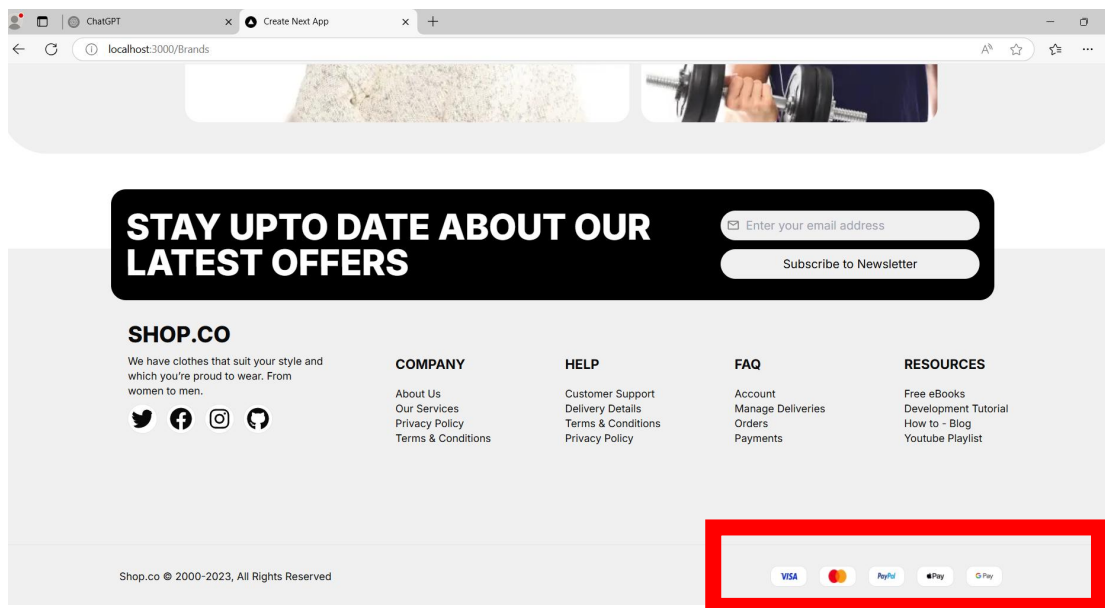 ChatGPT
Create Next App
localhost:3000/Brands
STAY UPTO DATE ABOUT OUR
LATEST OFFERS
Enter your email address
Subscribe to Newsletter
SHOP.CO
We have clothes that suit your style and
which you're proud to wear. From
women to men.
COMPANY
About Us
Our Services
Privacy Policy
Terms & Conditions
HELP
Customer Support
Delivery Details
Terms & Conditions
Privacy Policy
FAQ
Account
Manage Deliveries
Orders
Payments
RESOURCES
Free eBooks
Development Tutorial
How to - Blog
Youtube Playlist
Shop.co © 2000-2023, All Rights Reserved
VISA
PayPal
Pay
G Pay